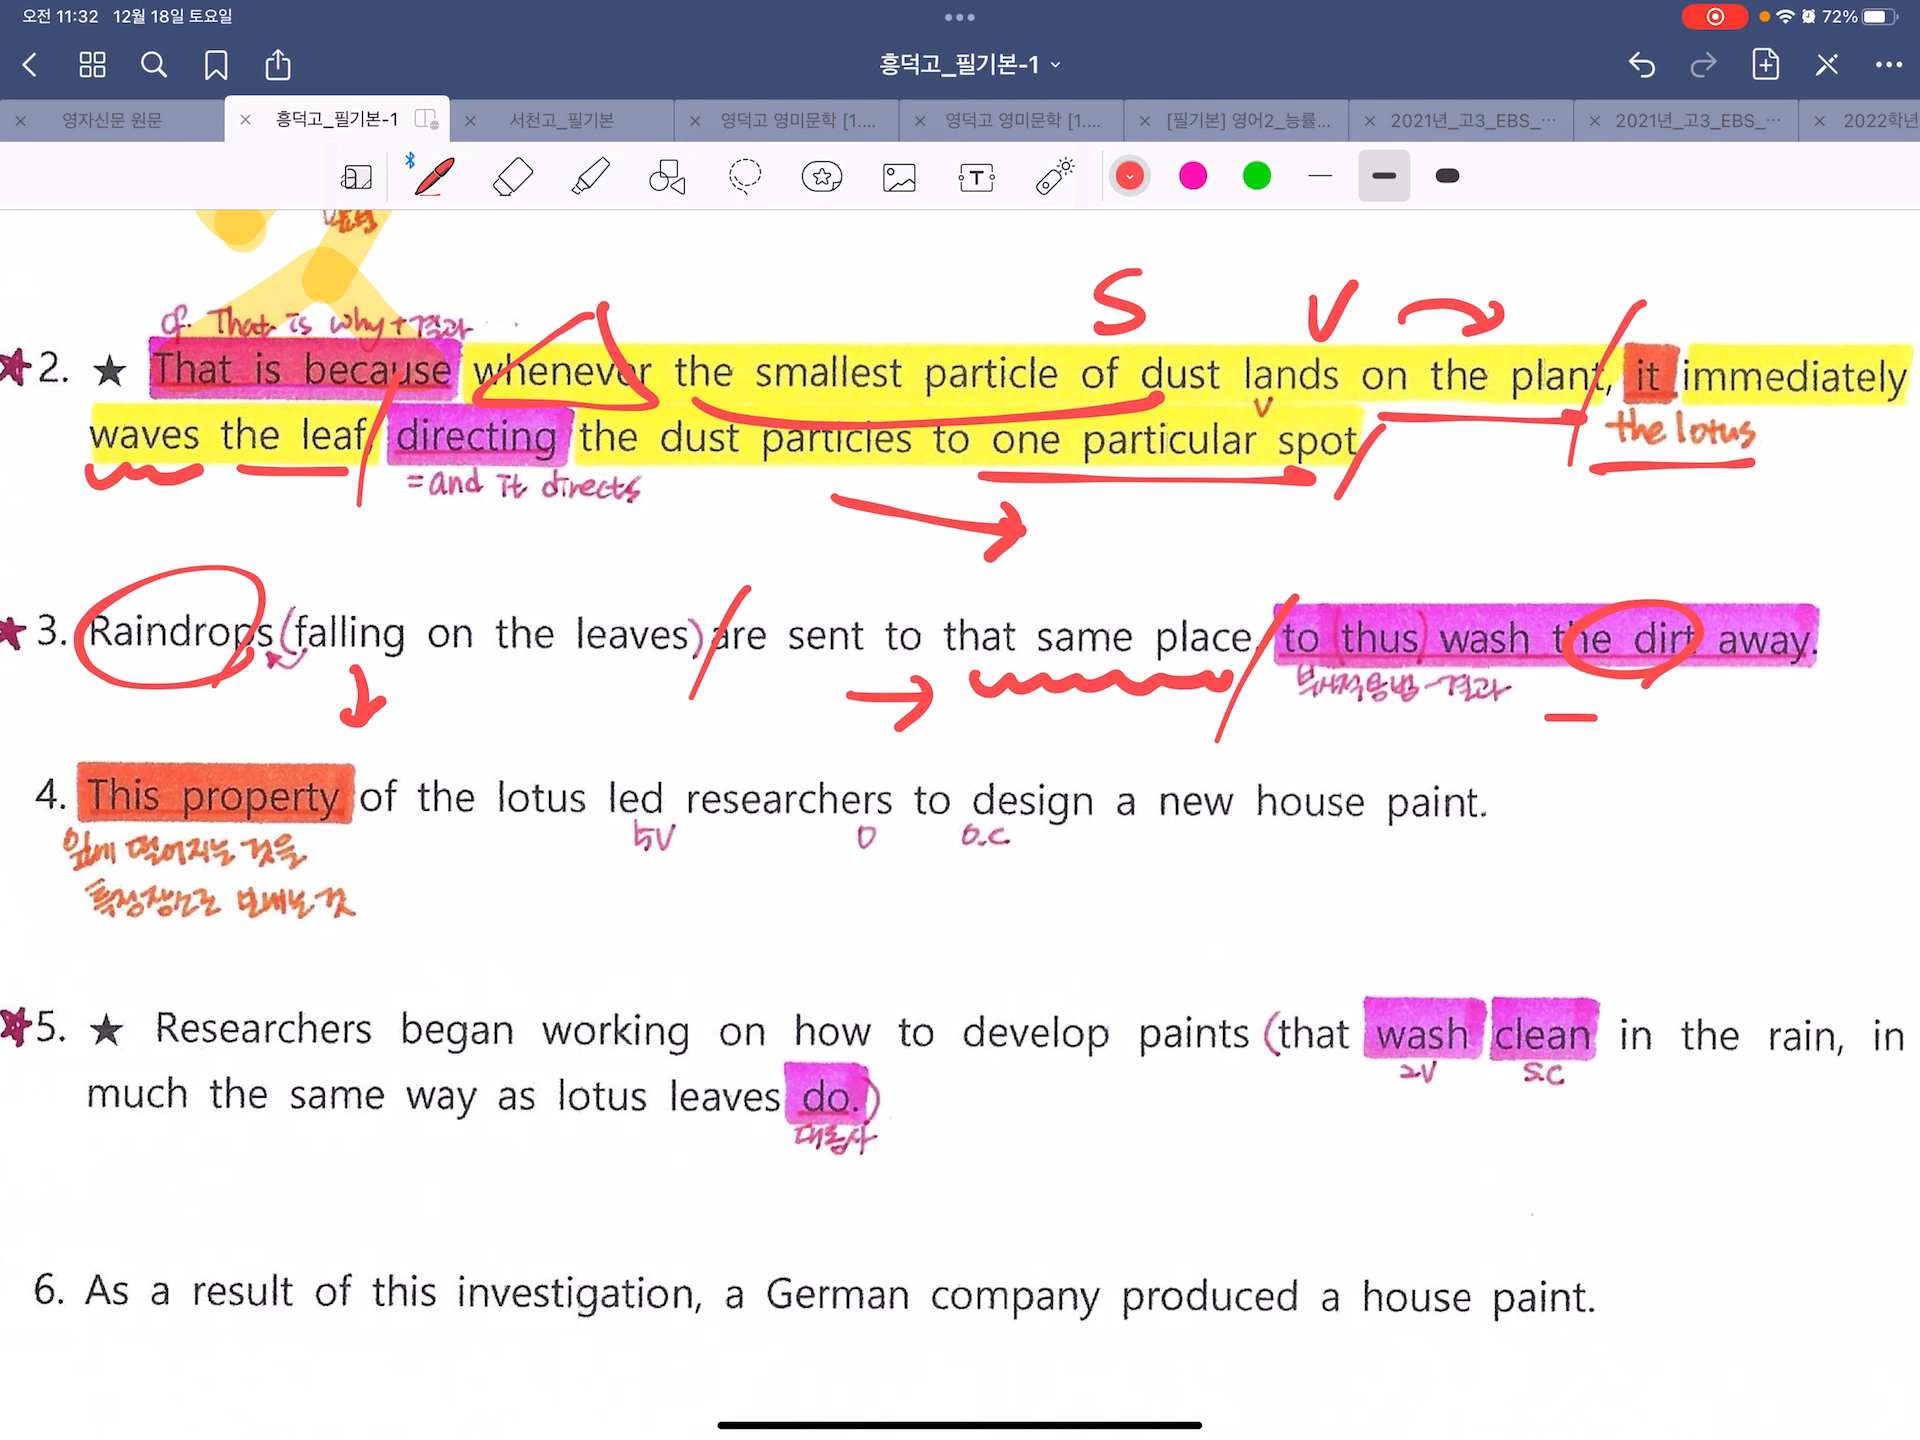 오전 11:32 12월 18일 토요일
72%
흥덕고_필기본-1
영자신문 원문
흥덕고_필기본-1
서천고_필기본
영덕고 영미문학 [1....
영덕고 영미문학 [1....
[필기본] 영어2_능률...
2021년_고3_EBS_...
2021년_고3_EBS_...
2022학년
S V
cf. That is why + 결과
2. ★ That is because whenever the smallest particle of dust lands on the plant, it immediately
v
the lotus
waves the leaf, directing the dust particles to one particular spot
= and it directs
3. Raindrops (falling on the leaves) are sent to that same place, to (thus) wash the dirt away.
부사적용법-결과
4. This property of the lotus led researchers to design a new house paint.
5V O O.C
앞에 떨어지는 것을
특정장소로 보내는 것
5. ★ Researchers began working on how to develop paints (that wash clean in the rain, in
2V S.C
much the same way as lotus leaves do.)
대동사
6. As a result of this investigation, a German company produced a house paint.